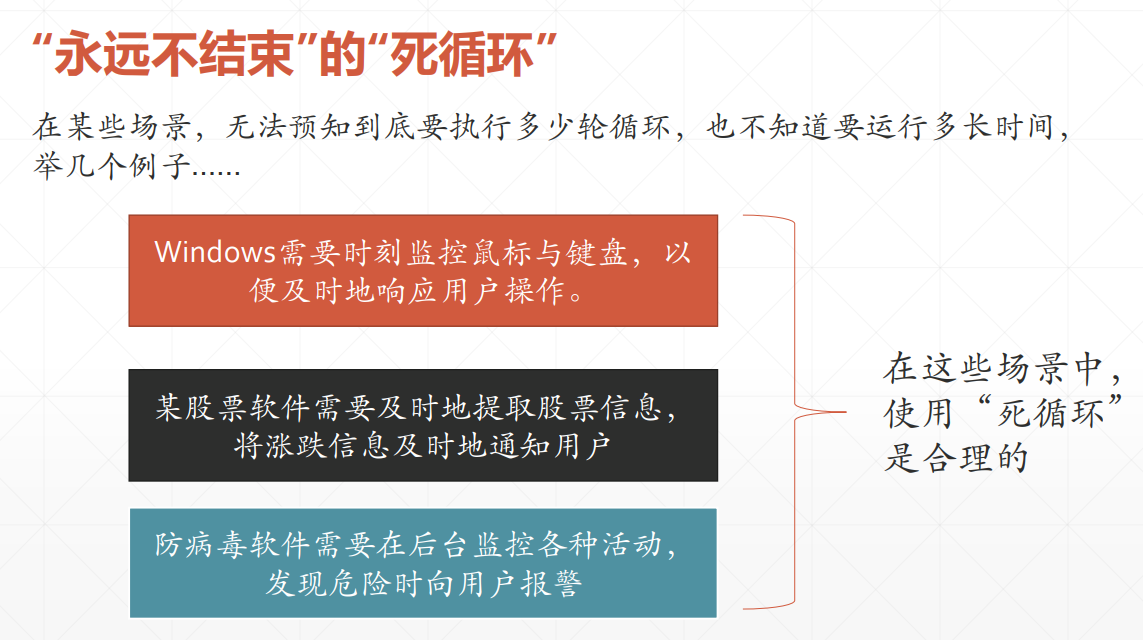 “永远不结束”的“死循环”
在某些场景，无法预知到底要执行多少轮循环，也不知道要运行多长时间，
举几个例子……
Windows需要时刻监控鼠标与键盘，以
便及时地响应用户操作。
某股票软件需要及时地提取股票信息，
将涨跌信息及时地通知用户
防病毒软件需要在后台监控各种活动，
发现危险时向用户报警
在这些场景中，
使用“死循环”
是合理的